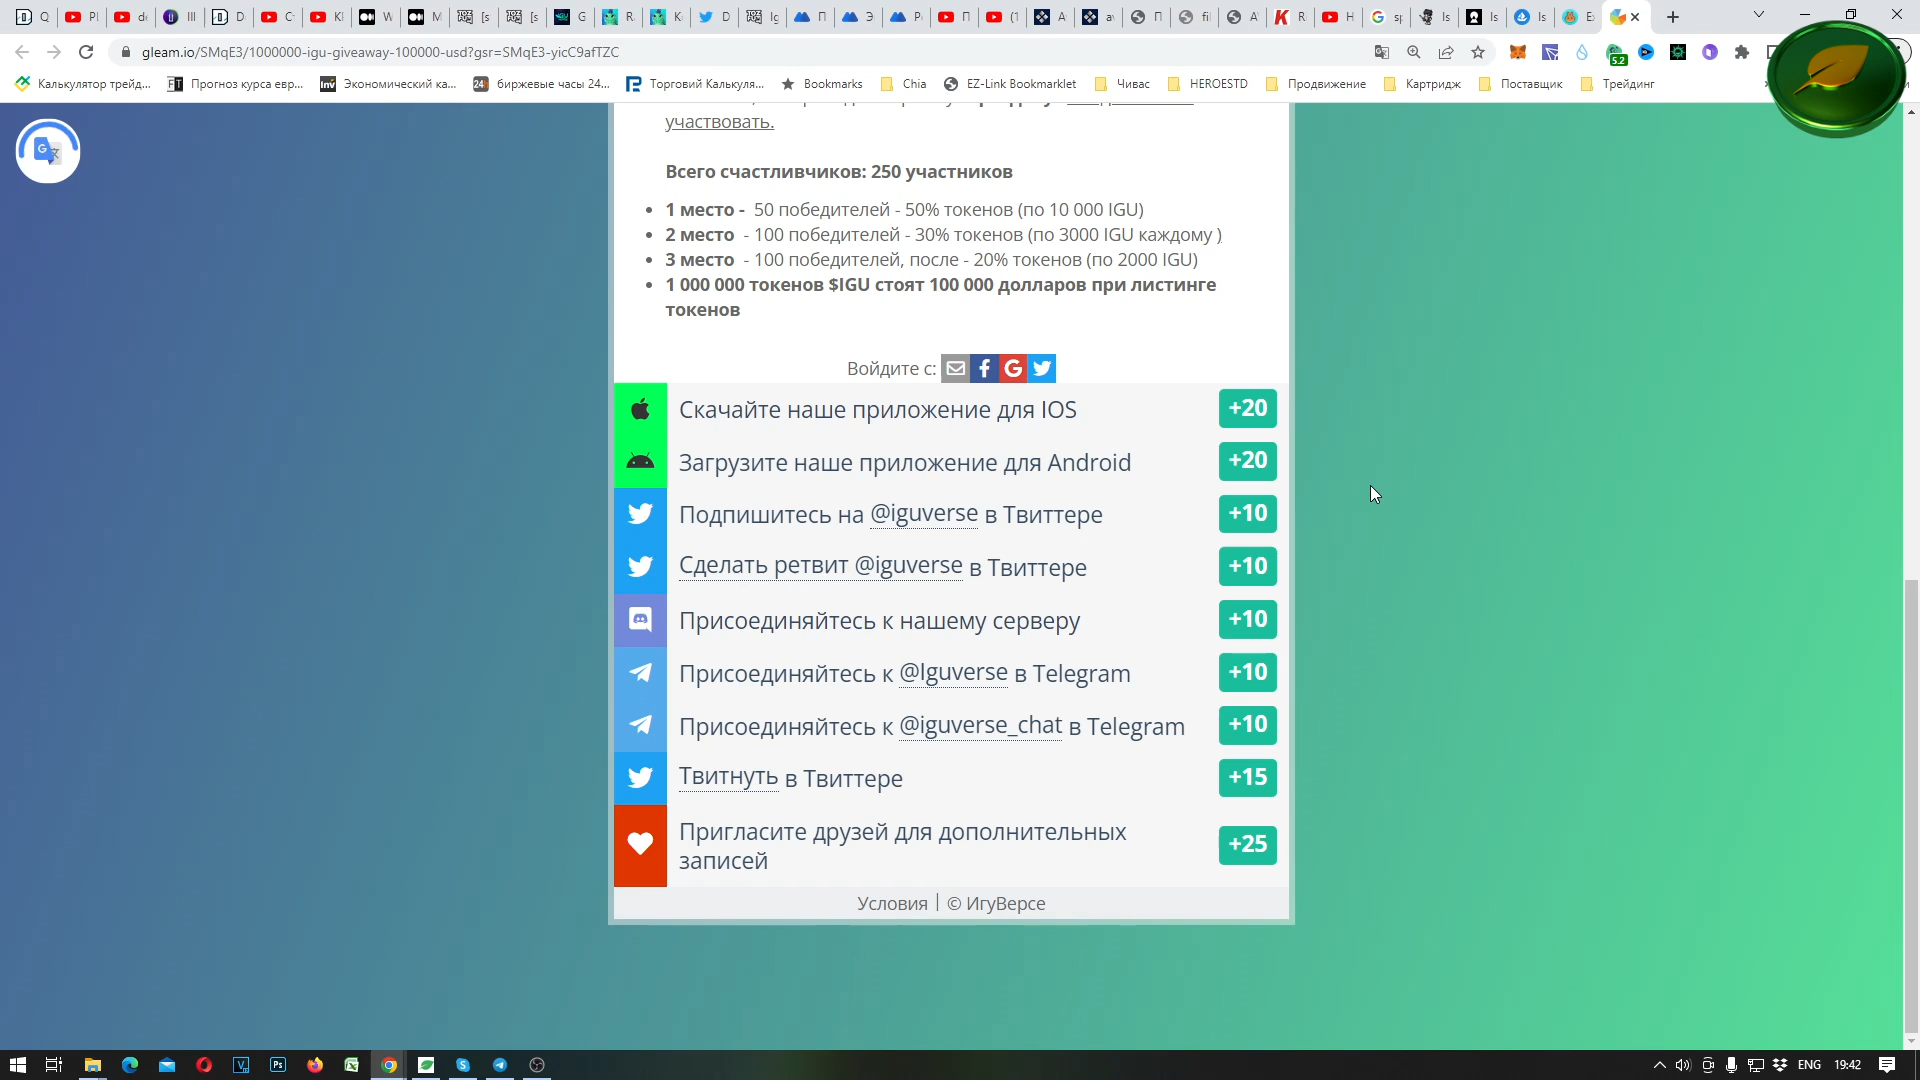 gleam.io/SMqE3/1000000-igu-giveaway-100000-usd?gsr=SMqE3-yicC9afTZC
5.2
Калькулятор трейд...
Прогноз курса евр...
Экономический ка...
биржевые часы 24...
Торговий Калькуля...
Bookmarks
Chia
EZ-Link Bookmarklet
Чивас
HEROESTD
Продвижение
Картридж
Поставщик
Трейдинг
участвовать.
Всего счастливчиков: 250 участников
1 место - 50 победителей - 50% токенов (по 10 000 IGU)
2 место - 100 победителей - 30% токенов (по 3000 IGU каждому )
3 место - 100 победителей, после - 20% токенов (по 2000 IGU)
1 000 000 токенов $IGU стоят 100 000 долларов при листинге
токенов
Войдите с:
Скачайте наше приложение для IOS +20
Загрузите наше приложение для Android +20
Подпишитесь на @iguverse в Твиттере +10
Сделать ретвит @iguverse в Твиттере +10
Присоединяйтесь к нашему серверу +10
Присоединяйтесь к @Iguverse в Telegram +10
Присоединяйтесь к @iguverse_chat в Telegram +10
Твитнуть в Твиттере +15
Пригласите друзей для дополнительных
записей +25
Условия | © ИгуВерсе
ENG 19:42